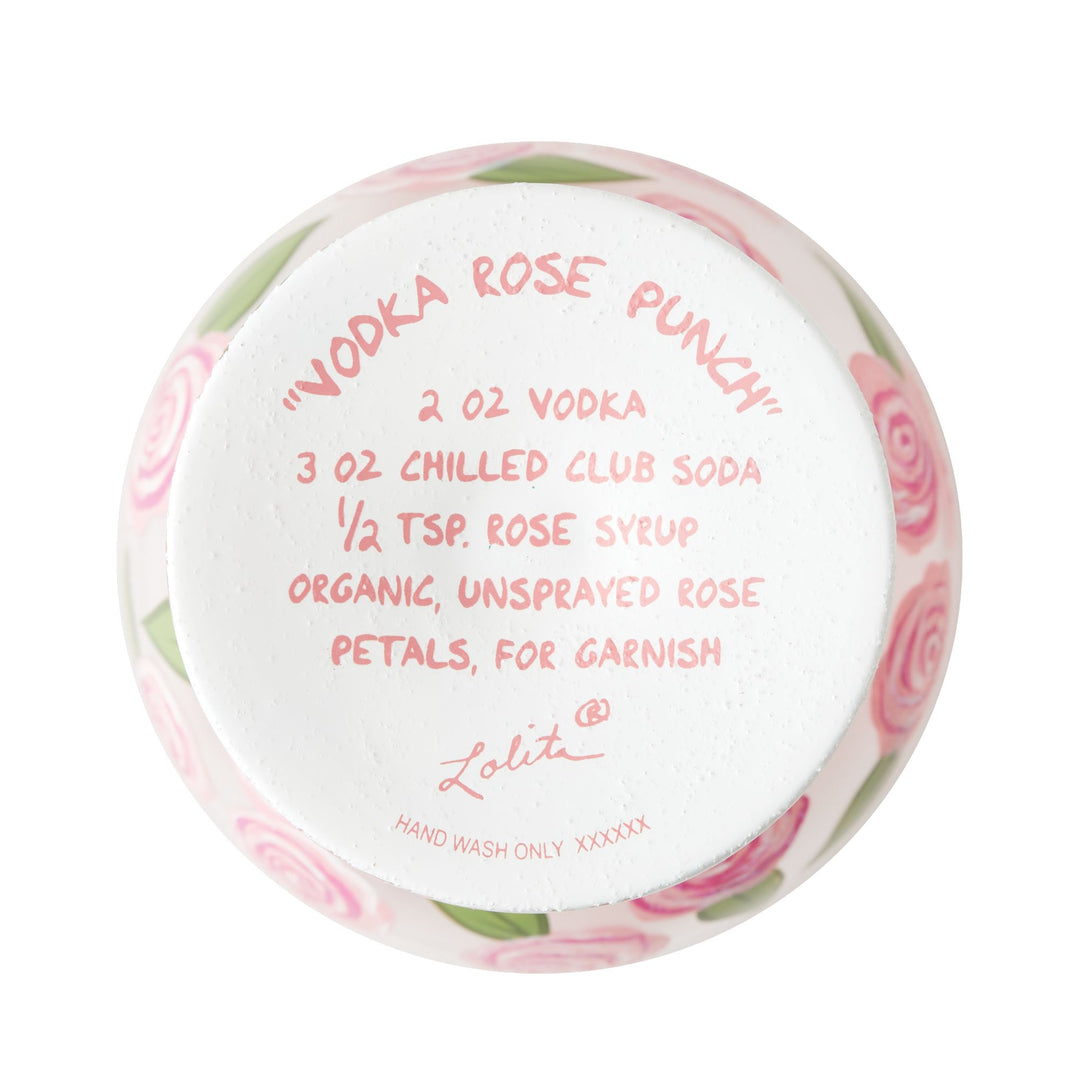 "VODKA ROSE PUNCH"
2 OZ VODKA
3 OZ CHILLED CLUB SODA
1/2 TSP. ROSE SYRUP
ORGANIC, UNSPRAYED ROSE
PETALS, FOR GARNISH
Lolita®
HAND WASH ONLY XXXXXX